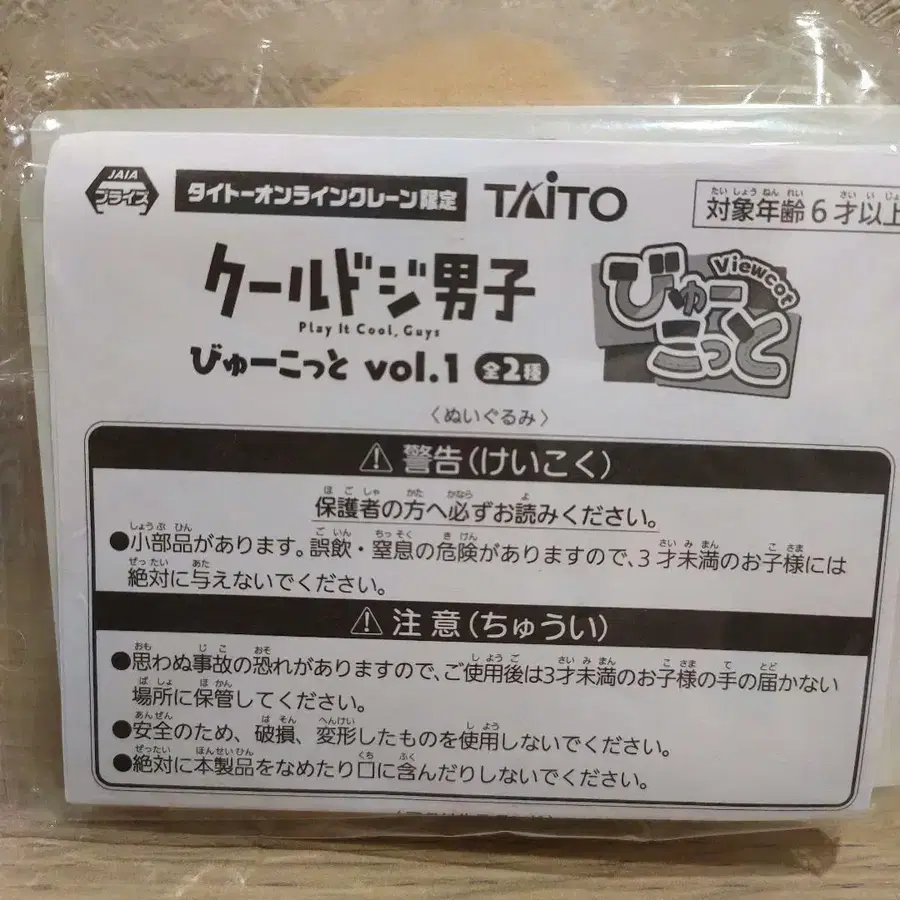 JAIA
プライズ
タイトーオンラインクレーン限定
TAITO
対象年齢6才以上
クールドジ男子
Play It Cool, Guys
びゅーこっと vol.1 全2種
Viewcot
びゅーこっと
〈ぬいぐるみ〉
⚠ 警告(けいこく)
保護者の方へ必ずお読みください。
●小部品があります。誤飲・窒息の危険がありますので、3才未満のお子様には
絶対に与えないでください。
⚠ 注意(ちゅうい)
●思わぬ事故の恐れがありますので、ご使用後は3才未満のお子様の手の届かない
場所に保管してください。
●安全のため、破損、変形したものを使用しないでください。
●絶対に本製品をなめたり口に含んだりしないでください。